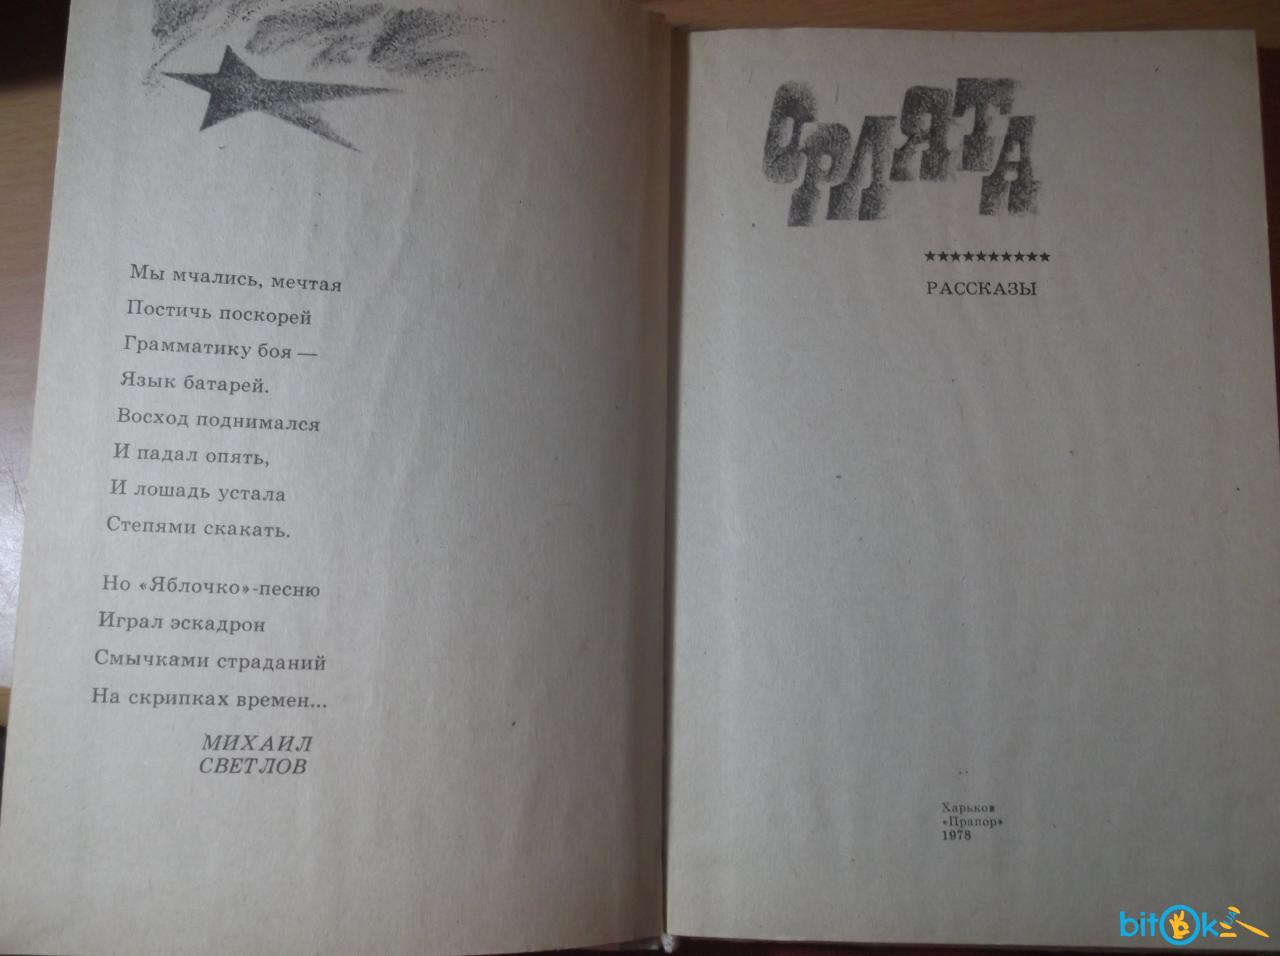 Мы мчались, мечтая
Постичь поскорей
Грамматику боя —
Язык батарей.
Восход поднимался
И падал опять,
И лошадь устала
Степями скакать.
Но «Яблочко»-песню
Играл эскадрон
Смычками страданий
На скрипках времен...
МИХАИЛ
СВЕТЛОВ
ОРЛЯТА
★★★★★★★★★★
РАССКАЗЫ
Харьков
«Прапор»
1978
bitok.ua